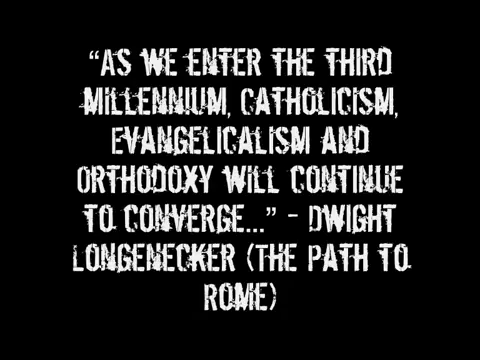 “AS WE ENTER THE THIRD
MILLENNIUM, CATHOLICISM,
EVANGELICALISM AND
ORTHODOXY WILL CONTINUE
TO CONVERGE...” - DWIGHT
LONGENECKER (THE PATH TO
ROME)